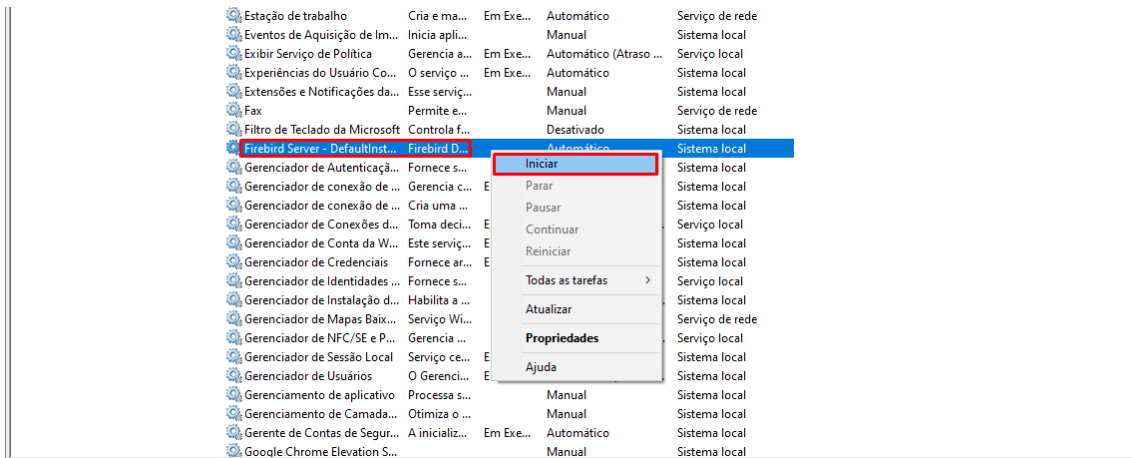 Estação de trabalho Cria e ma... Em Exe... Automático Serviço de rede
Eventos de Aquisição de Im... Inicia apli... Manual Sistema local
Exibir Serviço de Política Gerencia a... Em Exe... Automático (Atraso ... Serviço local
Experiências do Usuário Co... O serviço ... Em Exe... Automático Sistema local
Extensões e Notificações da... Esse serviç... Manual Sistema local
Fax Permite e... Manual Serviço de rede
Filtro de Teclado da Microsoft Controla f... Desativado Sistema local
Firebird Server - DefaultInst... Firebird D... Automático Sistema local
Gerenciador de Autenticaçã... Fornece s... Sistema local
Gerenciador de conexão de ... Gerencia c... E Sistema local
Gerenciador de conexão de ... Cria uma ... Sistema local
Gerenciador de Conexões d... Toma deci... E Serviço local
Gerenciador de Conta da W... Este serviç... E Sistema local
Gerenciador de Credenciais Fornece ar... E Sistema local
Gerenciador de Identidades ... Fornece s... Serviço local
Gerenciador de Instalação d... Habilita a ... Sistema local
Gerenciador de Mapas Baix... Serviço Wi... Serviço de rede
Gerenciador de NFC/SE e P... Gerencia ... Serviço local
Gerenciador de Sessão Local Serviço ce... E Sistema local
Gerenciador de Usuários O Gerenci... E Sistema local
Gerenciamento de aplicativo Processa s... Manual Sistema local
Gerenciamento de Camada... Otimiza o ... Manual Sistema local
Gerente de Contas de Segur... A inicializ... Em Exe... Automático Sistema local
Google Chrome Elevation S... Manual Sistema local
Iniciar
Parar
Pausar
Continuar
Reiniciar
Todas as tarefas
Atualizar
Propriedades
Ajuda